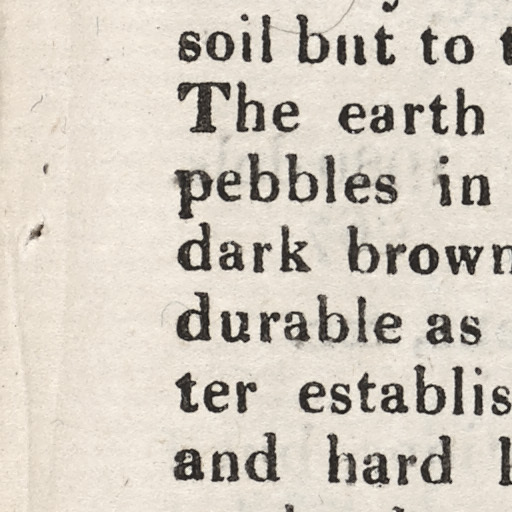 soil but to
The earth
pebbles in
dark brown
durable as
ter establis
and hard